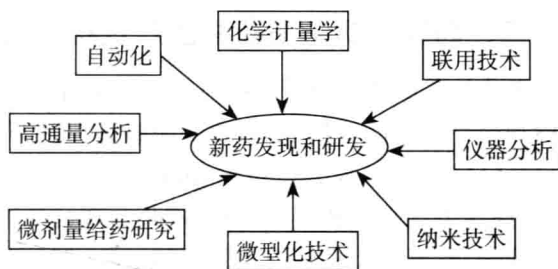 化学计量学
自动化
联用技术
高通量分析
新药发现和研发
仪器分析
微剂量给药研究
微型化技术
纳米技术